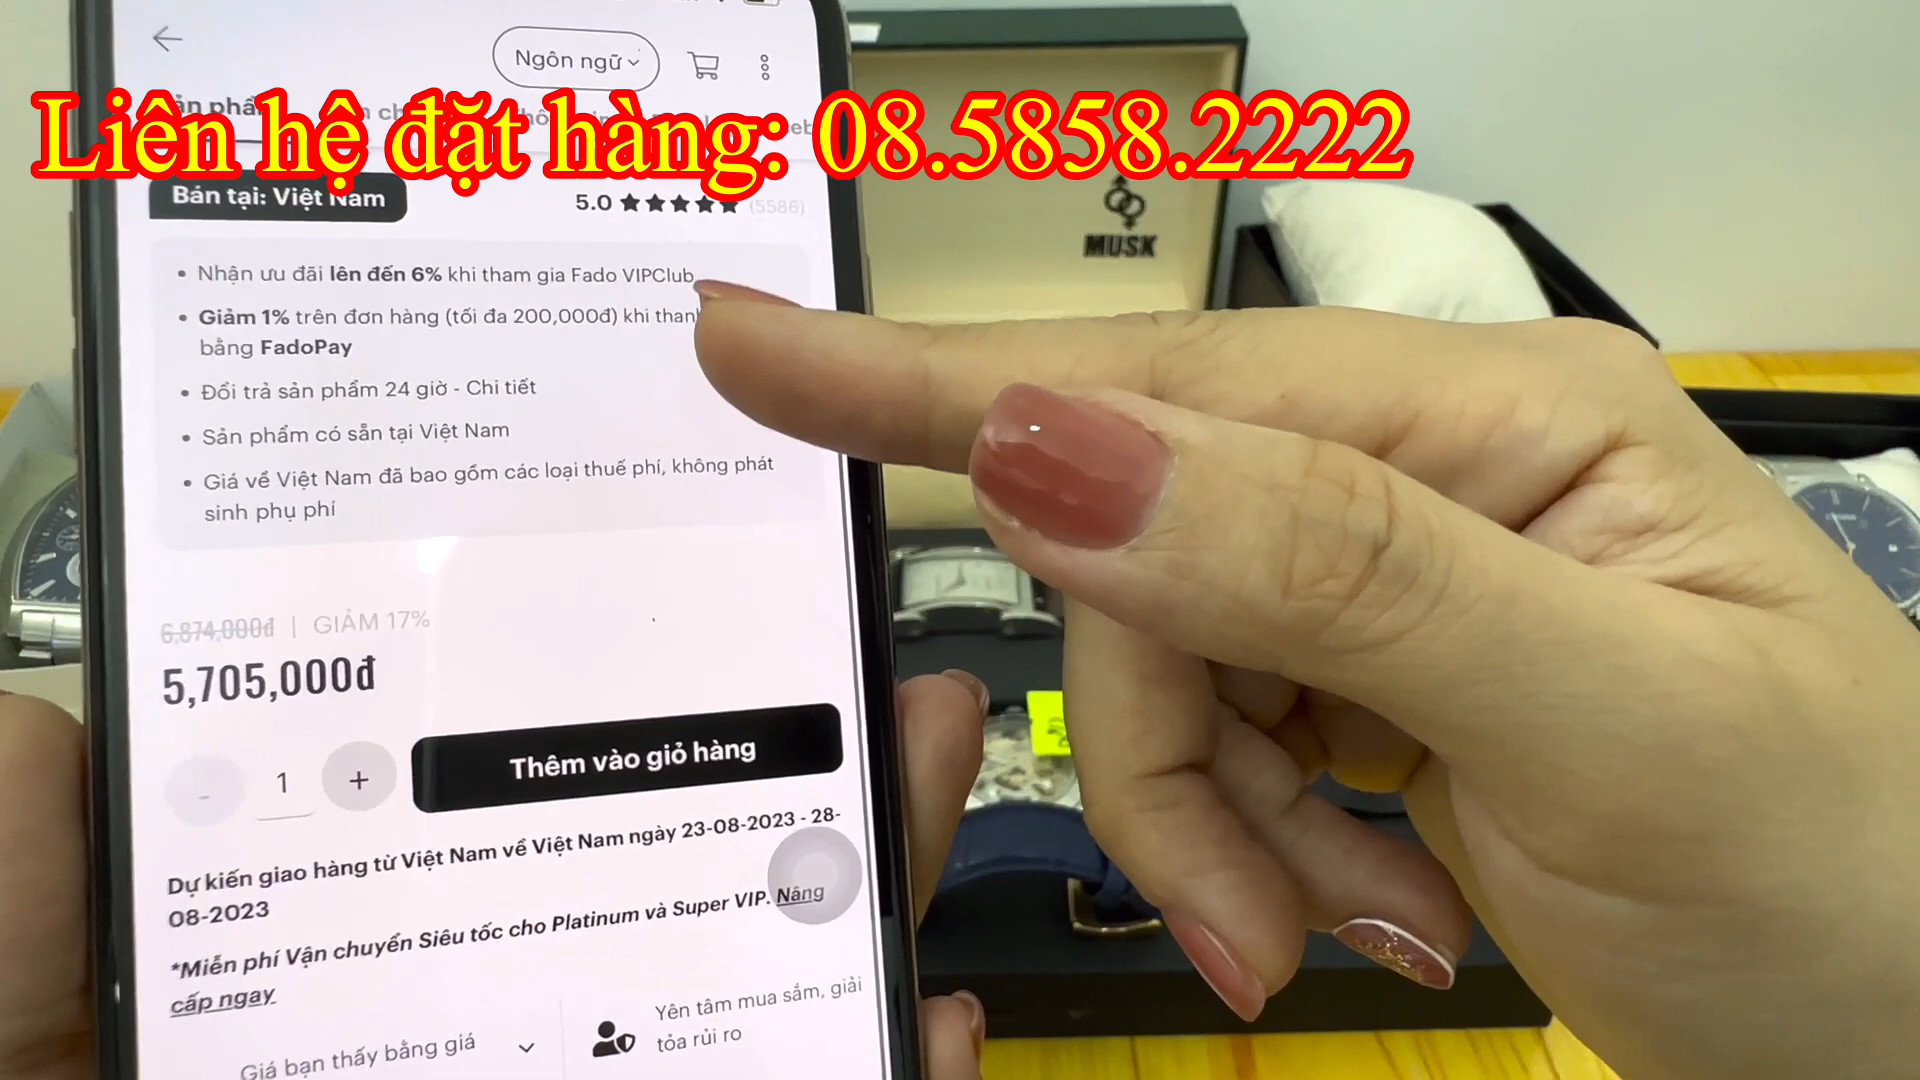 Ngôn ngữ
Liên hệ đặt hàng: 08.5858.2222
Bán tại: Việt Nam
5.0 ★★★★★ (5586)
• Nhận ưu đãi lên đến 6% khi tham gia Fado VIPClub
• Giảm 1% trên đơn hàng (tối đa 200,000đ) khi
bằng FadoPay
• Đổi trả sản phẩm 24 giờ - Chi tiết
• Sản phẩm có sẵn tại Việt Nam
• Giá về Việt Nam đã bao gồm các loại thuế phí, không phát
sinh phụ phí
6,874,000đ | GIẢM 17%
5,705,000đ
- 1 +
Thêm vào giỏ hàng
Dự kiến giao hàng từ Việt Nam về Việt Nam ngày 23-08-2023 - 28-
08-2023
*Miễn phí Vận chuyển Siêu tốc cho Platinum và Super VIP. Nâng
cấp ngay
Giá bạn thấy bằng giá
Yên tâm mua sắm, giải
tỏa rủi ro
MUSK